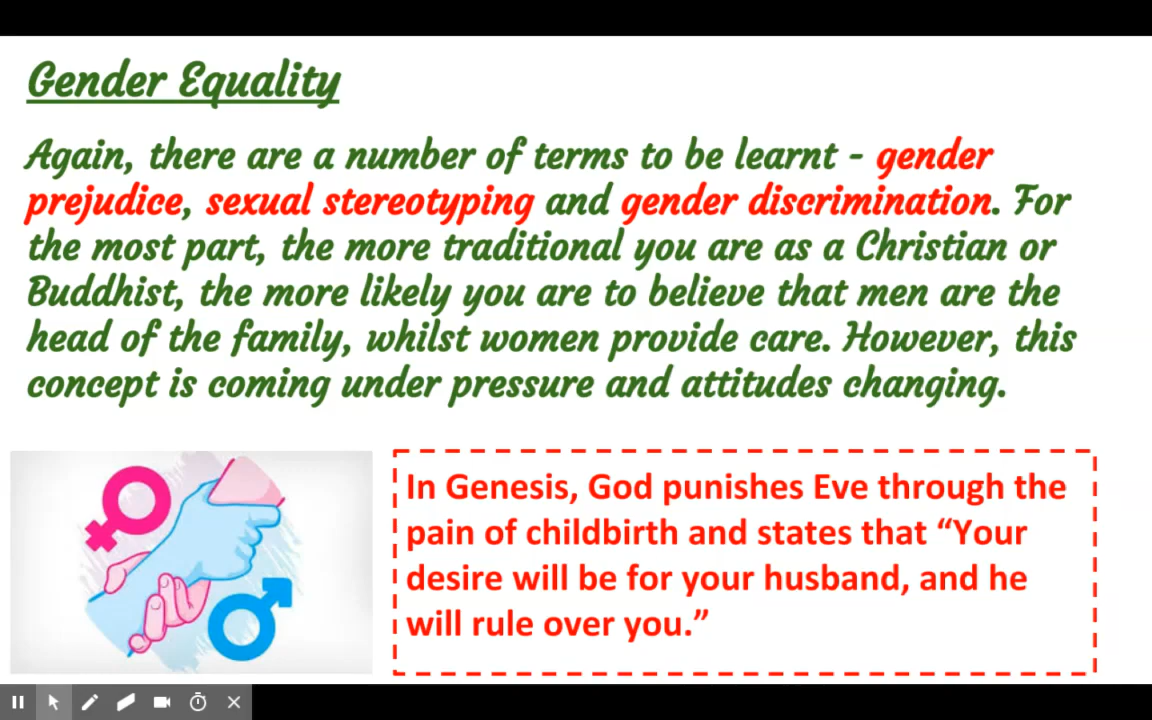 Gender Equality
Again, there are a number of terms to be learnt - gender
prejudice, sexual stereotyping and gender discrimination. For
the most part, the more traditional you are as a Christian or
Buddhist, the more likely you are to believe that men are the
head of the family, whilst women provide care. However, this
concept is coming under pressure and attitudes changing.
In Genesis, God punishes Eve through the
pain of childbirth and states that “Your
desire will be for your husband, and he
will rule over you.”